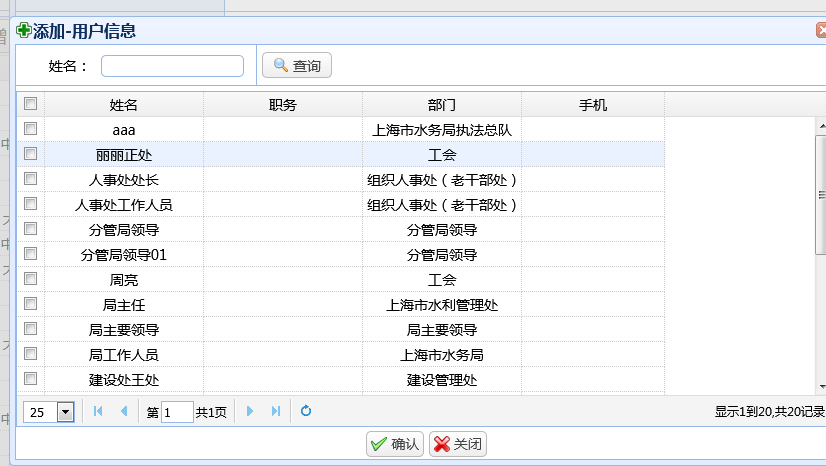 添加-用户信息
姓名： 查询
姓名 职务 部门 手机
aaa 上海市水务局执法总队
丽丽正处 工会
人事处处长 组织人事处（老干部处）
人事处工作人员 组织人事处（老干部处）
分管局领导 分管局领导
分管局领导01 分管局领导
周亮 工会
局主任 上海市水利管理处
局主要领导 局主要领导
局工作人员 上海市水务局
建设处王处 建设管理处
25 第 1 共1页 显示1到20,共20记录
确认 关闭